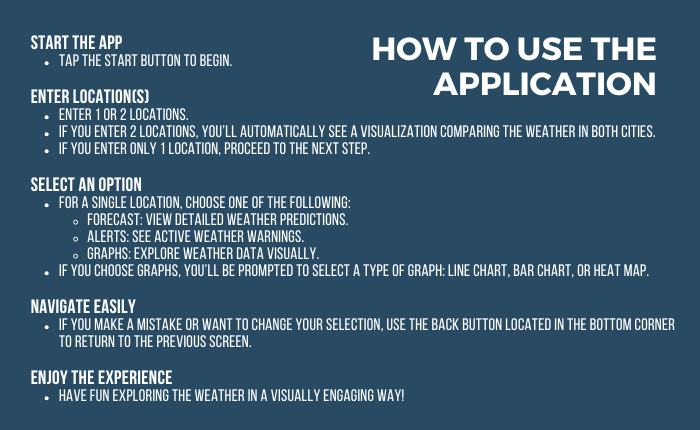 HOW TO USE THE
APPLICATION
START THE APP
• TAP THE START BUTTON TO BEGIN.
ENTER LOCATION(S)
• ENTER 1 OR 2 LOCATIONS.
• IF YOU ENTER 2 LOCATIONS, YOU'LL AUTOMATICALLY SEE A VISUALIZATION COMPARING THE WEATHER IN BOTH CITIES.
• IF YOU ENTER ONLY 1 LOCATION, PROCEED TO THE NEXT STEP.
SELECT AN OPTION
• FOR A SINGLE LOCATION, CHOOSE ONE OF THE FOLLOWING:
◦ FORECAST: VIEW DETAILED WEATHER PREDICTIONS.
◦ ALERTS: SEE ACTIVE WEATHER WARNINGS.
◦ GRAPHS: EXPLORE WEATHER DATA VISUALLY.
• IF YOU CHOOSE GRAPHS, YOU'LL BE PROMPTED TO SELECT A TYPE OF GRAPH: LINE CHART, BAR CHART, OR HEAT MAP.
NAVIGATE EASILY
• IF YOU MAKE A MISTAKE OR WANT TO CHANGE YOUR SELECTION, USE THE BACK BUTTON LOCATED IN THE BOTTOM CORNER
TO RETURN TO THE PREVIOUS SCREEN.
ENJOY THE EXPERIENCE
• HAVE FUN EXPLORING THE WEATHER IN A VISUALLY ENGAGING WAY!